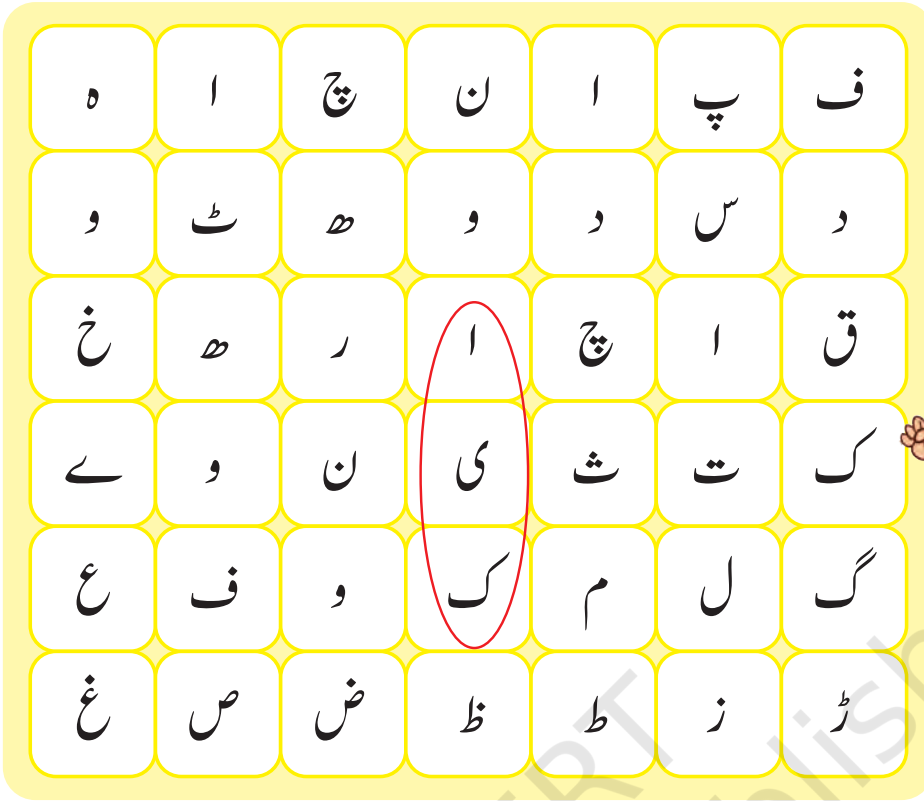 ف پ ا ن چ ا ہ
د س د و ھ ٹ و
ق ا چ ا ر ھ خ
ک ت ث ی ن و ے
گ ل م ک و ف ع
ڑ ز ط ظ ض ص غ